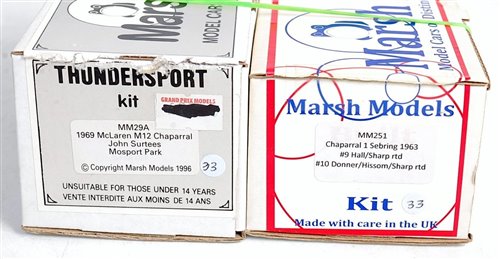 Marsh
MODEL CARS
THUNDERSPORT
kit
GRAND PRIX MODELS
MM29A
1969 McLaren M12 Chaparral
John Surtees
Mosport Park
© Copyright Marsh Models 1996
33
UNSUITABLE FOR THOSE UNDER 14 YEARS
VENTE INTERDITE AUX MOINS DE 14 ANS
Marsh
Model Cars
Marsh Models
MM251
Chaparral 1 Sebring 1963
#9 Hall/Sharp rtd
#10 Donner/Hissom/Sharp rtd
Kit
33
Made with care in the UK